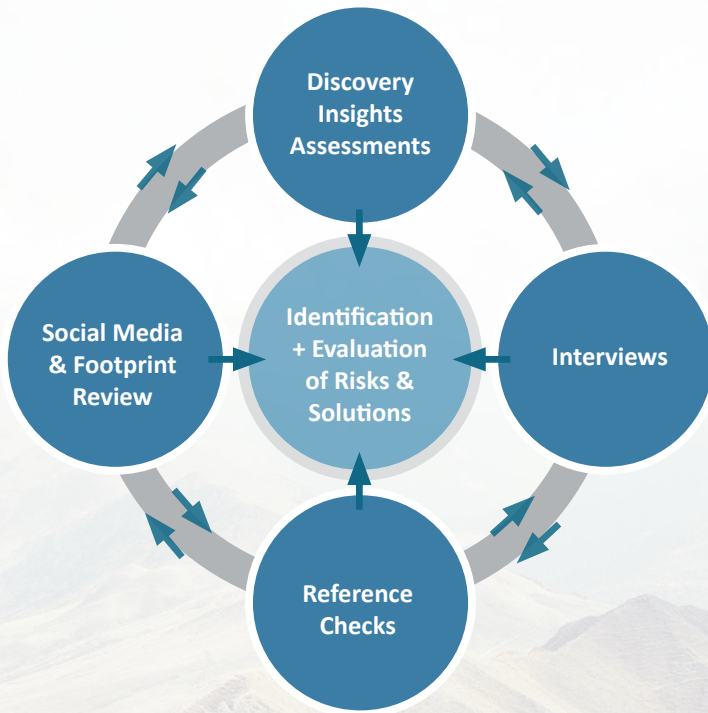 Discovery
Insights
Assessments
Identification
+ Evaluation
of Risks &
Solutions
Social Media
& Footprint
Review
Interviews
Reference
Checks